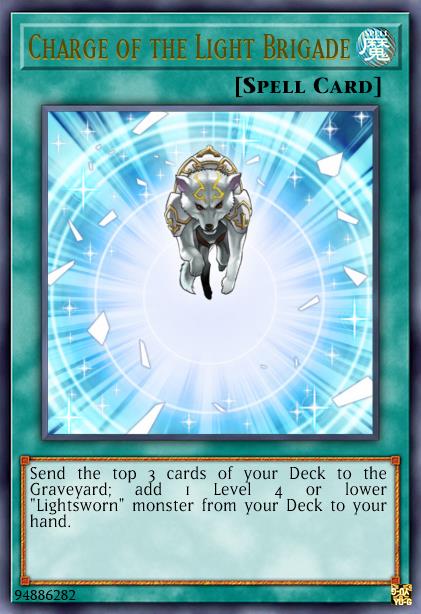 Charge of the Light Brigade
SPELL
魔
[Spell Card]
Send the top 3 cards of your Deck to the
Graveyard; add 1 Level 4 or lower
"Lightsworn" monster from your Deck to your
hand.
94886282